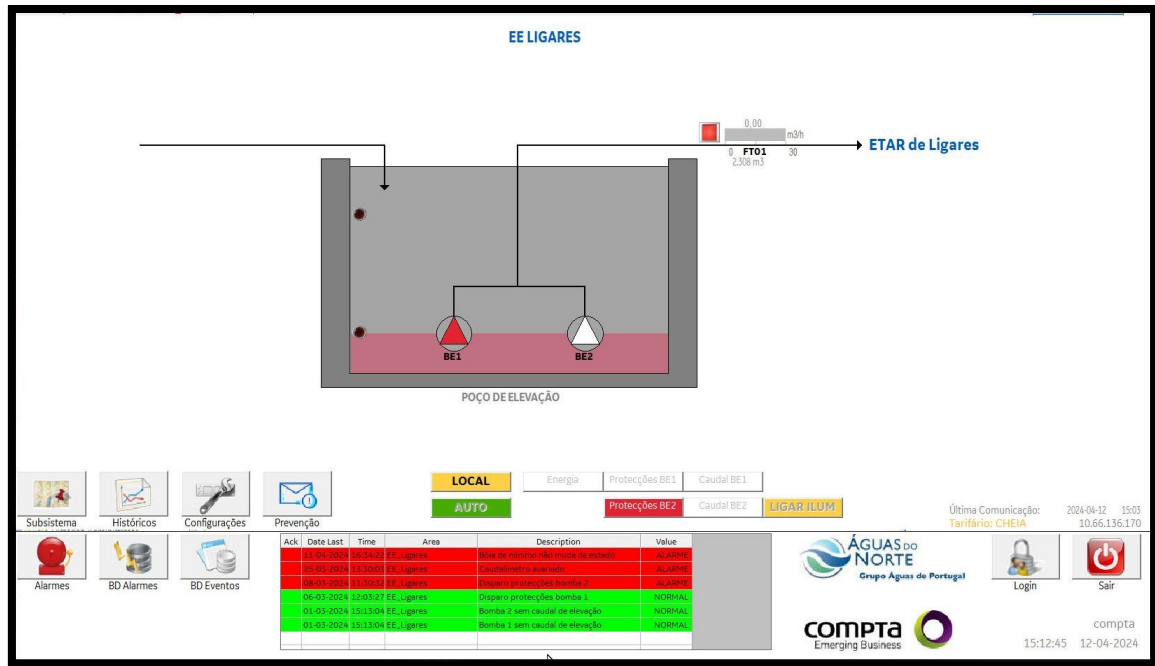 EE LIGARES
0,00
m3/h
0 FT01 30
2.308 m3
ETAR de Ligares
BE1
BE2
POÇO DE ELEVAÇÃO
LOCAL
Energia
Protecções BE1
Caudal BE1
AUTO
Protecções BE2
Caudal BE2
LIGAR ILUM
Subsistema
Históricos
Configurações
Prevenção
Última Comunicação: 2024-04-12 15:03
Tarifário: CHEIA 10.66.136.170
Alarmes
BD Alarmes
BD Eventos
Ack Date Last Time Area Description Value
11-04-2024 16:34:22 EE_Ligares Bóia de mínimo não muda de estado ALARME
25-03-2024 13:30:03 EE_Ligares Caudalímetro avariado ALARME
08-03-2024 11:30:32 EE_Ligares Disparo protecções bomba 2 ALARME
06-03-2024 12:03:27 EE_Ligares Disparo protecções bomba 1 NORMAL
01-03-2024 15:13:04 EE_Ligares Bomba 2 sem caudal de elevação NORMAL
01-03-2024 15:13:04 EE_Ligares Bomba 1 sem caudal de elevação NORMAL
ÁGUAS DO
NORTE
Grupo Águas de Portugal
Login
Sair
compta
Emerging Business
compta
15:12:45 12-04-2024